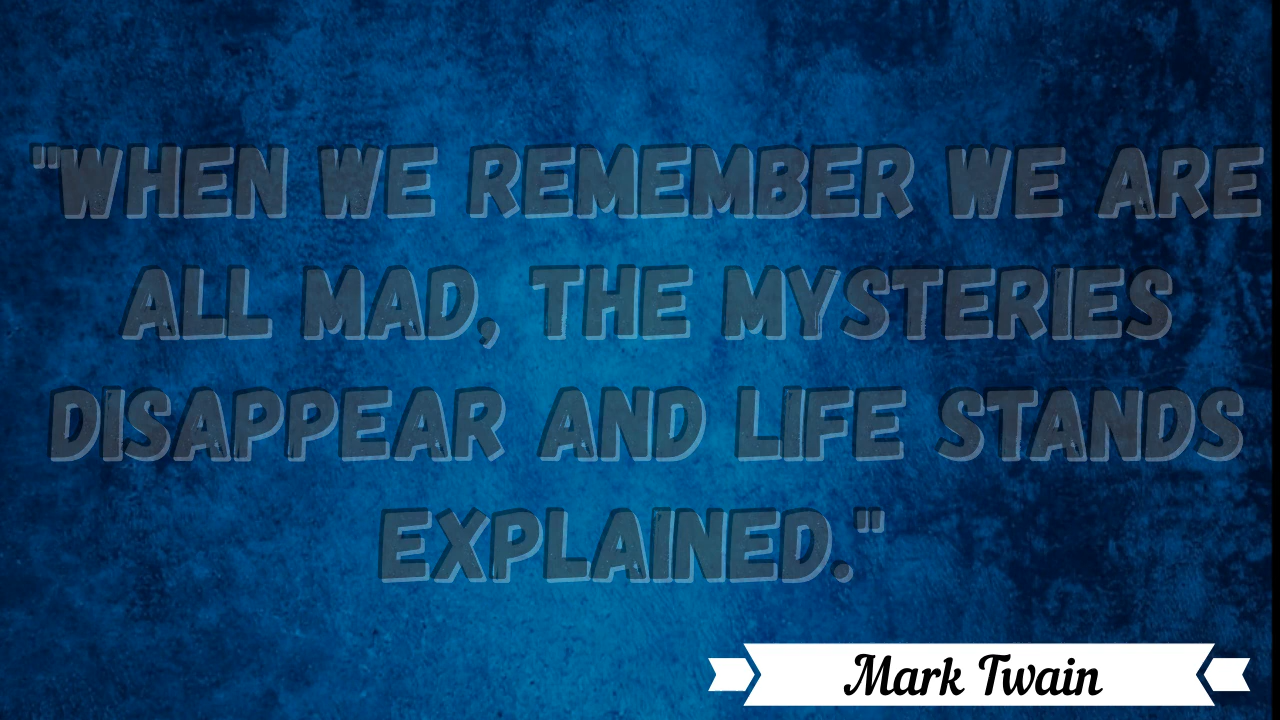 "WHEN WE REMEMBER WE ARE
ALL MAD, THE MYSTERIES
DISAPPEAR AND LIFE STANDS
EXPLAINED."
Mark Twain